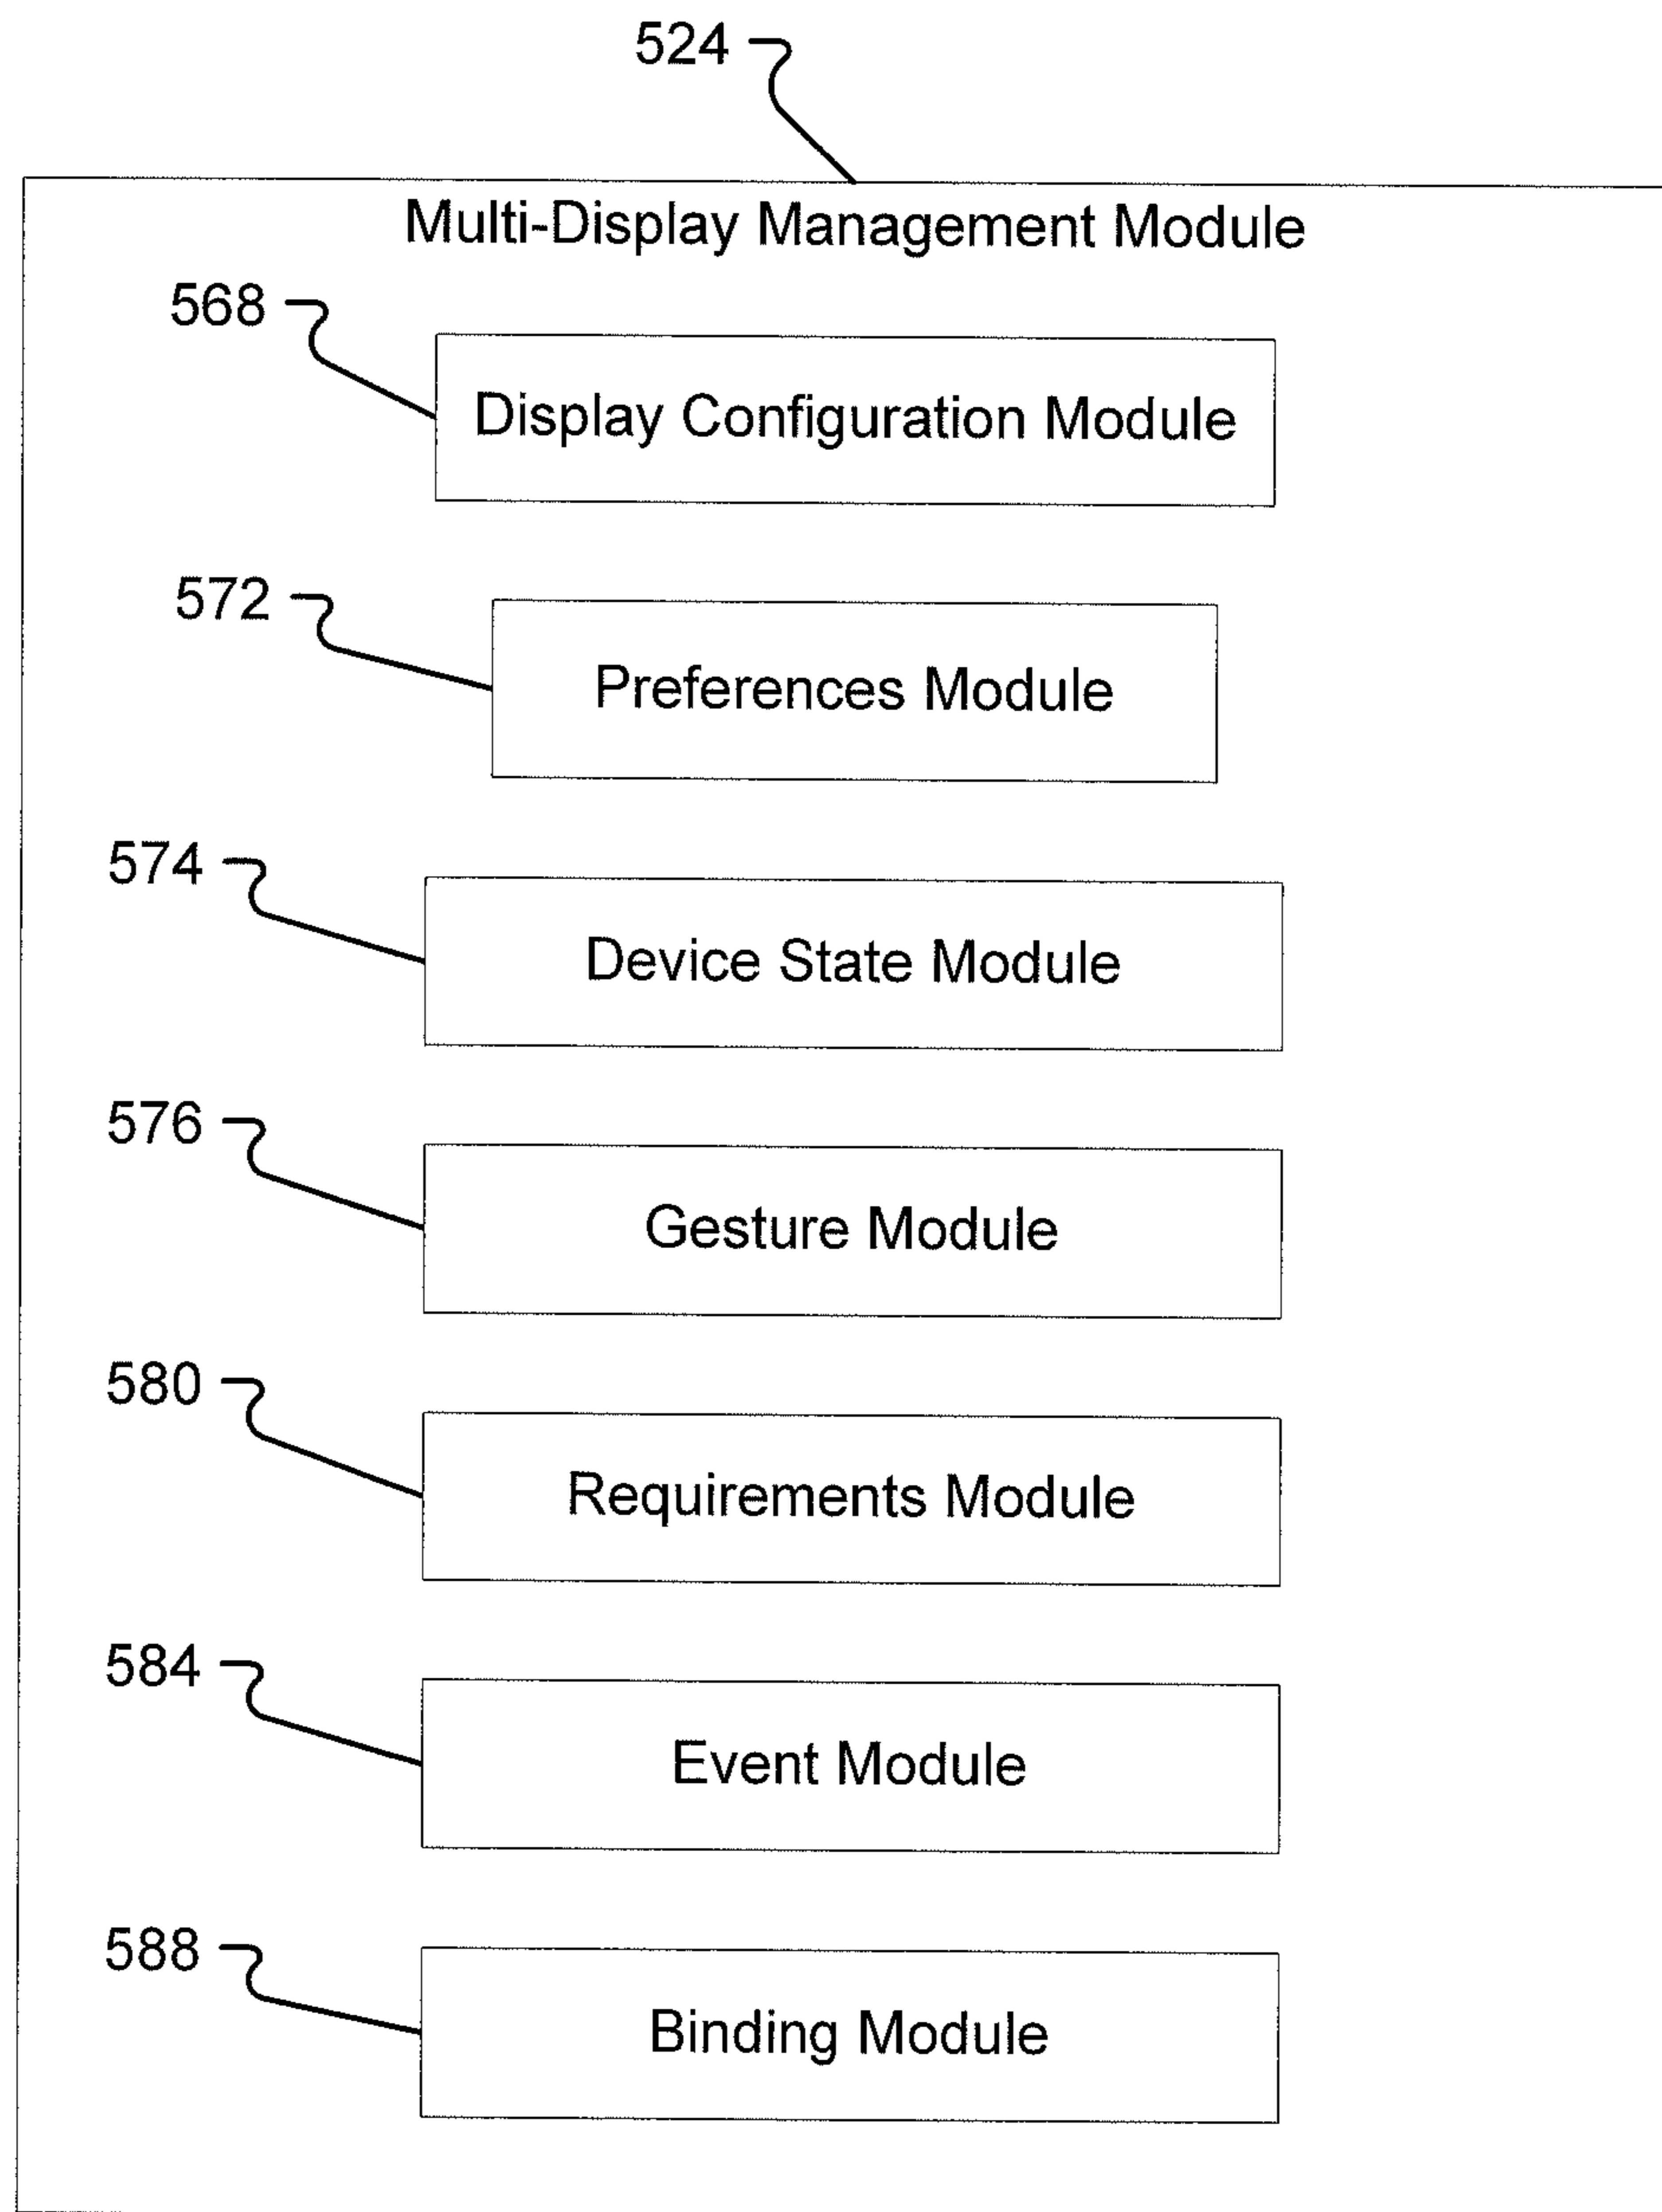 524
Multi-Display Management Module
568
Display Configuration Module
572
Preferences Module
574
Device State Module
576
Gesture Module
580
Requirements Module
584
Event Module
588
Binding Module